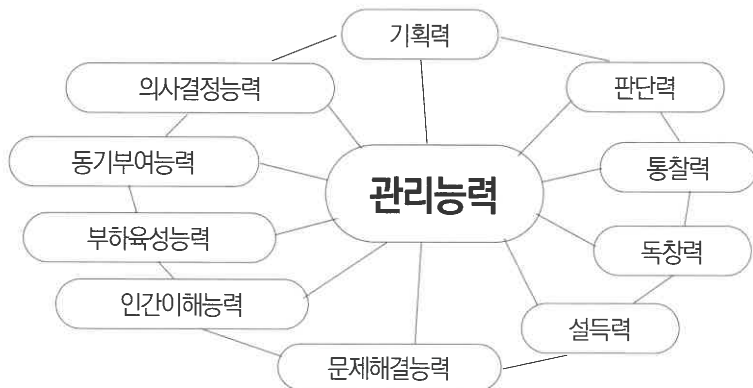 기획력
의사결정능력
판단력
동기부여능력
통찰력
관리능력
부하육성능력
독창력
인간이해능력
설득력
문제해결능력